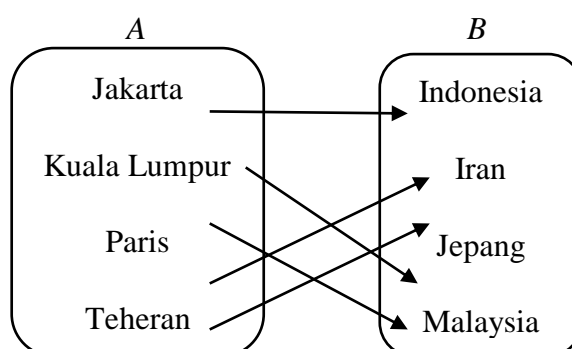 A B
Jakarta Indonesia
Kuala Lumpur Iran
Paris Jepang
Teheran Malaysia